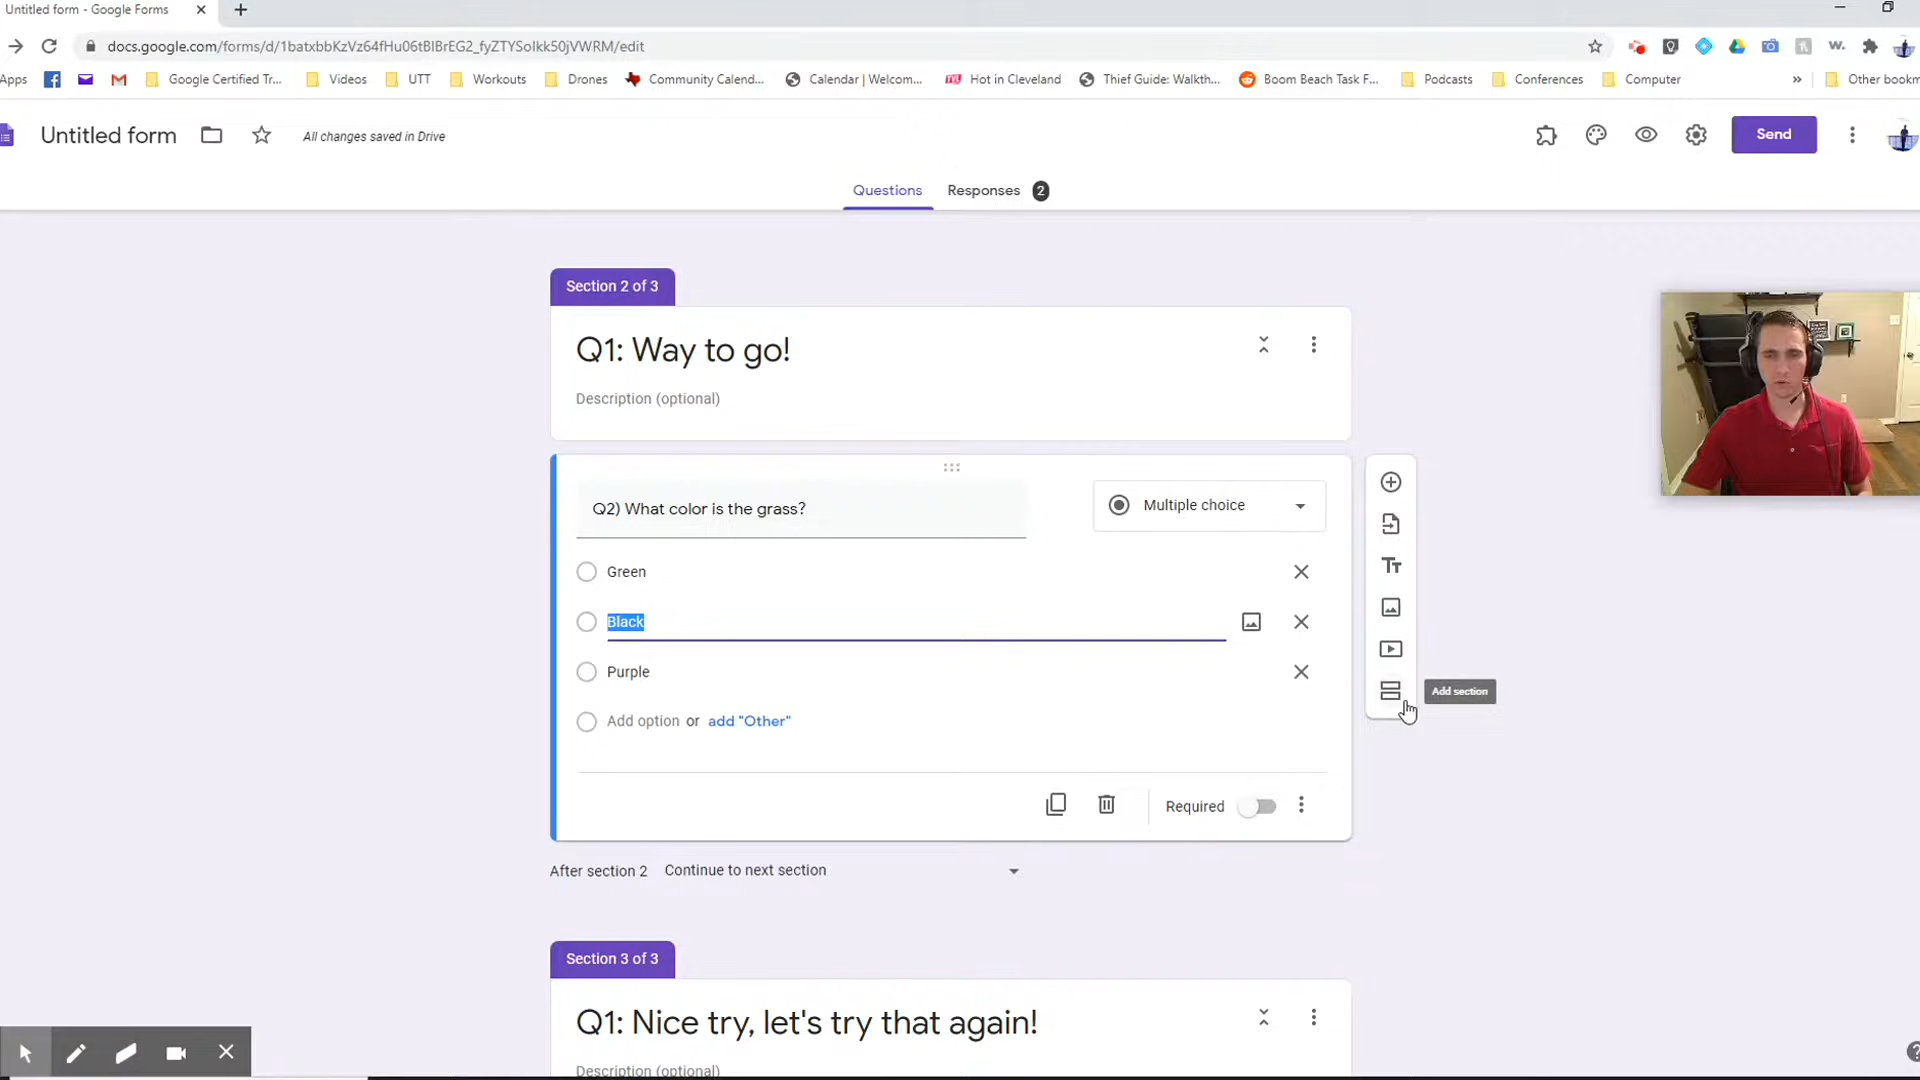 Untitled form - Google Forms
docs.google.com/forms/d/1batxbbKzVz64fHu06tBIBrEG2_fyZTYSolkk50jVWRM/edit
Apps Google Certified Tr... Videos UTT Workouts Drones Community Calend... Calendar | Welcom... Hot in Cleveland Thief Guide: Walkth... Boom Beach Task F... Podcasts Conferences Computer » Other bookm
Untitled form All changes saved in Drive Send
Questions Responses 2
Section 2 of 3
Q1: Way to go!
Description (optional)
Q2) What color is the grass? Multiple choice
Green
Black
Purple
Add section
Add option or add "Other"
Required
After section 2 Continue to next section
Section 3 of 3
Q1: Nice try, let's try that again!
Description (optional)